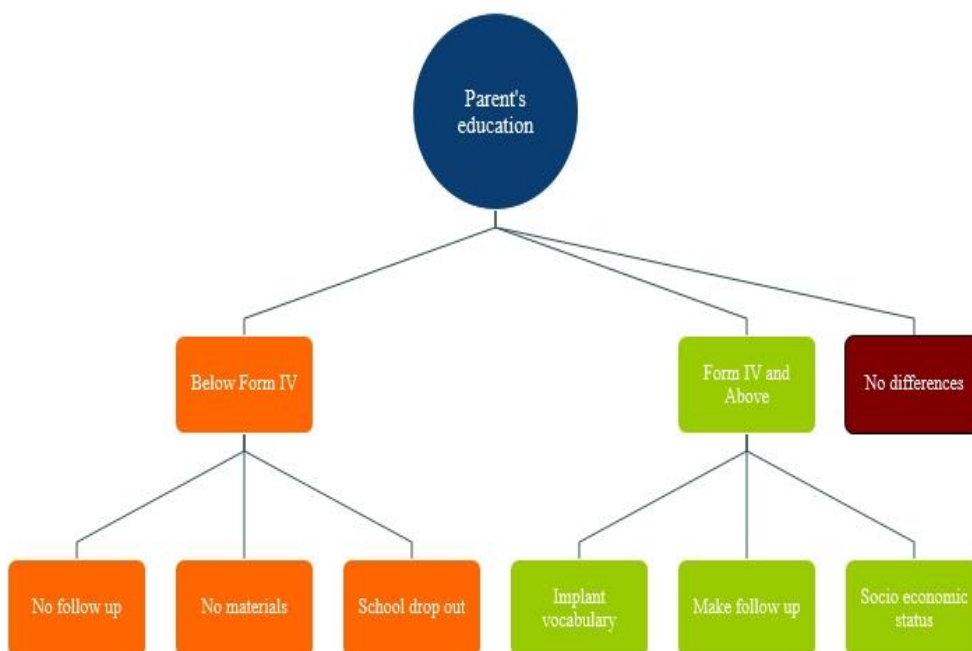 Parent's
education
Below Form IV
Form IV and
Above
No differences
No follow up
No materials
School drop out
Implant
vocabulary
Make follow up
Socio economic
status